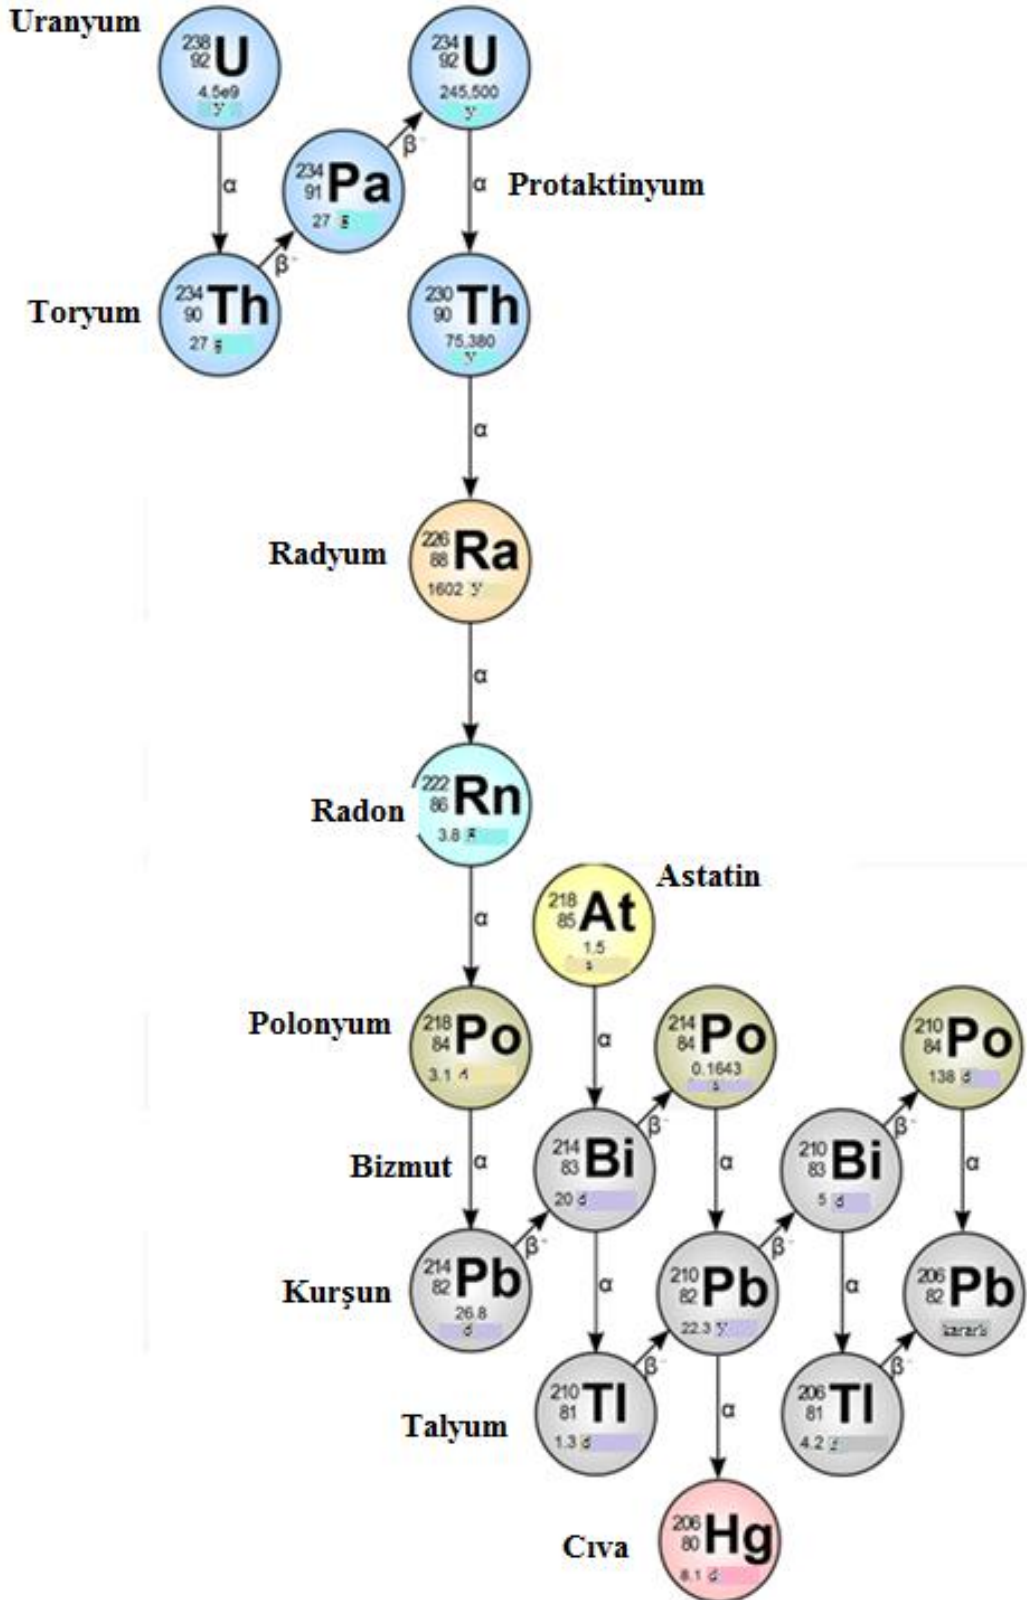 Uranyum
238
92 U
4.5e9
y
234
92 U
245,500
y
α
β-
234
91 Pa
27 g
α
Protaktinyum
β-
Toryum
234
90 Th
27 g
230
90 Th
75,380
y
α
Radyum
226
88 Ra
1602 y
α
Radon
222
86 Rn
3.8 g
α
Astatin
218
85 At
1.5
s
α
Polonyum
218
84 Po
3.1 d
214
84 Po
0.1643
s
210
84 Po
138
β-
β-
Bizmut
α
214
83 Bi
20 d
α
210
83 Bi
5
α
β-
β-
Kurşun
214
82 Pb
26.8
d
α
210
82 Pb
22.3 y
α
206
82 Pb
kararlı
β-
β-
Talyum
210
81 Tl
1.3 d
α
206
81 Tl
4.2
Cıva
206
80 Hg
8.1 d